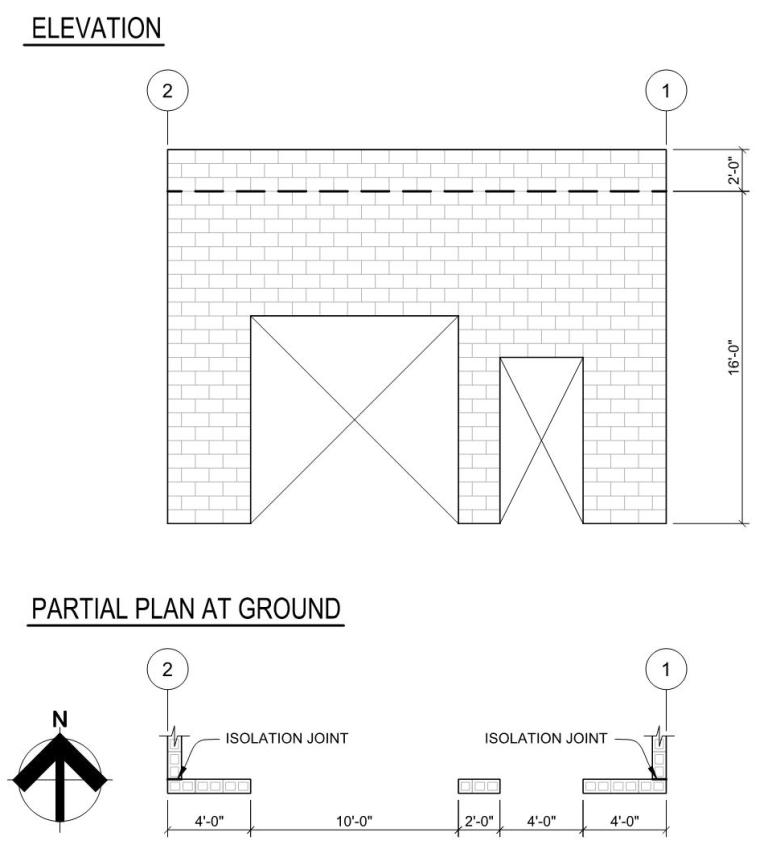 ELEVATION
2
1
2'-0"
16'-0"
PARTIAL PLAN AT GROUND
2
1
N
ISOLATION JOINT
ISOLATION JOINT
4'-0"
10'-0"
2'-0"
4'-0"
4'-0"